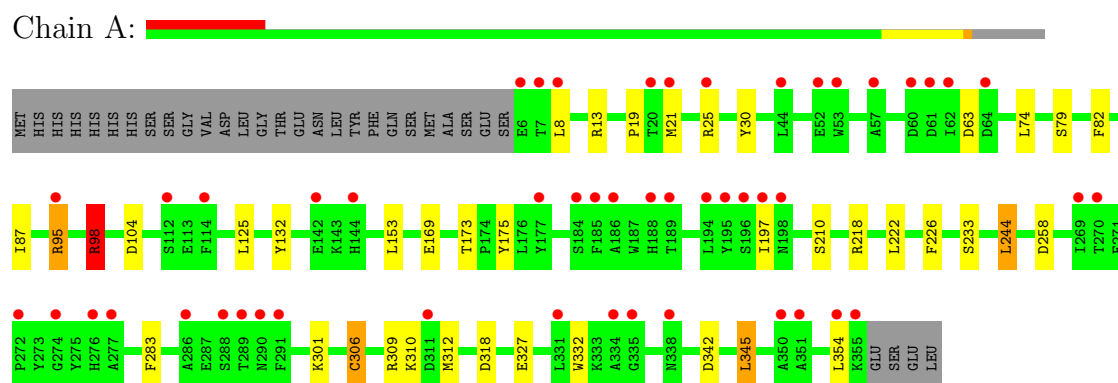 Chain A:
MET HIS HIS HIS HIS HIS HIS SER SER GLY VAL ASP LEU GLY THR GLU ASN LEU TYR PHE GLN SER MET ALA SER GLU SER E6 T7 L8 R13 P19 T20 M21 R25 Y30 L44 E52 W53 A57 D60 D61 I62 D63 D64 L74 S79 F82
I87 R95 R98 D104 S112 E113 F114 L125 Y132 E142 K143 H144 L153 E169 T173 P174 Y175 L176 Y177 S184 F185 A186 W187 H188 T189 L194 Y195 S196 I197 N198 S210 R218 L222 F226 S233 L244 D258 I269 T270
P272 Y273 G274 Y275 H276 A277 F283 A286 E287 S288 T289 N290 F291 K301 C306 R309 K310 D311 M312 D318 E327 L331 W332 K333 A334 G335 N338 D342 L345 A350 A351 L354 K355 GLU SER GLU LEU